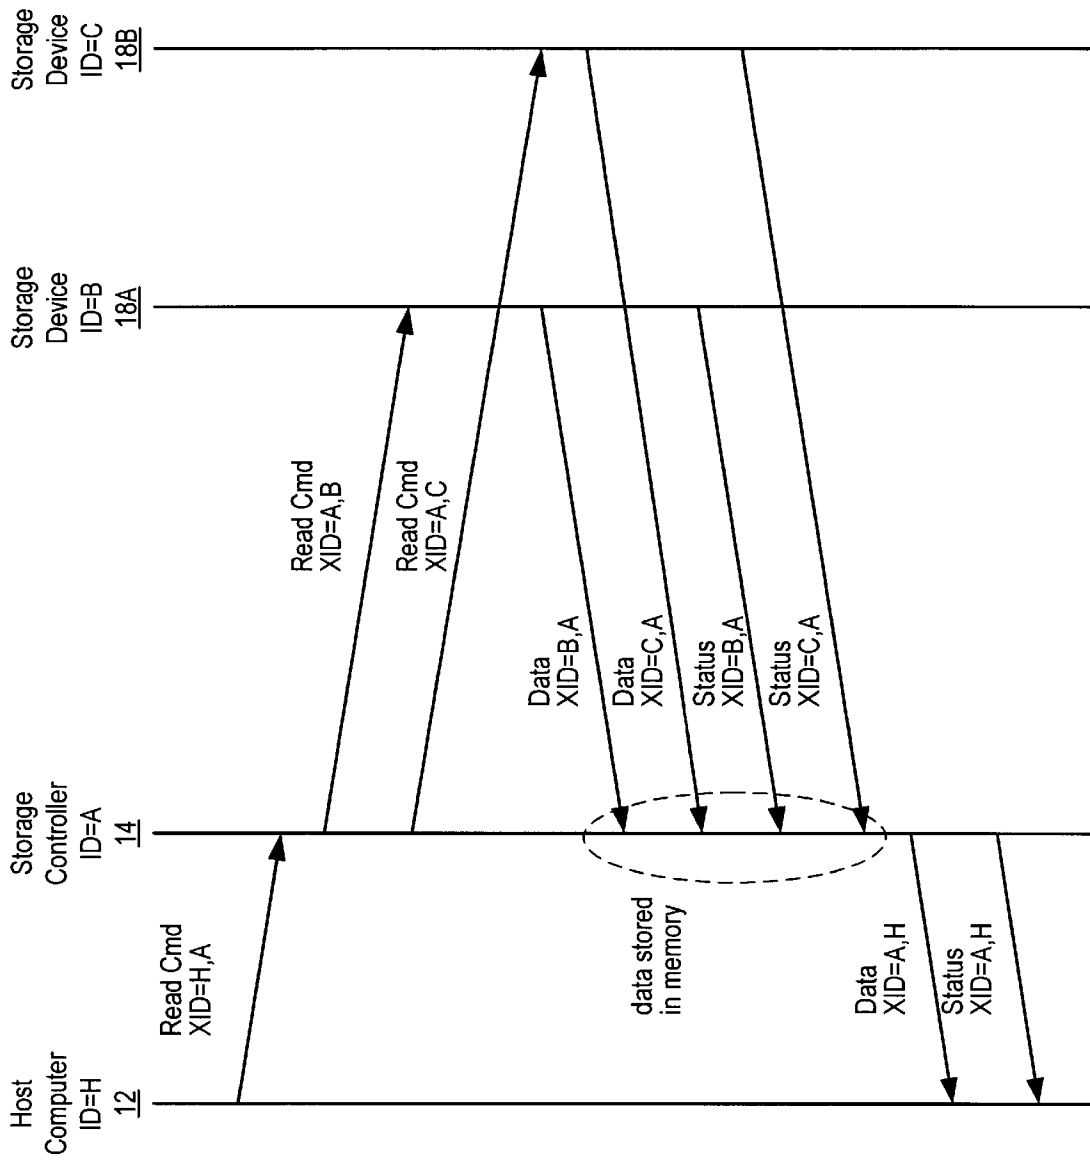 Host
Computer
ID=H
12
Storage
Controller
ID=A
14
Storage
Device
ID=B
18A
Storage
Device
ID=C
18B
Read Cmd
XID=H,A
Read Cmd
XID=A,B
Read Cmd
XID=A,C
Data
XID=B,A
Data
XID=C,A
Status
XID=B,A
Status
XID=C,A
data stored
in memory
Data
XID=A,H
Status
XID=A,H